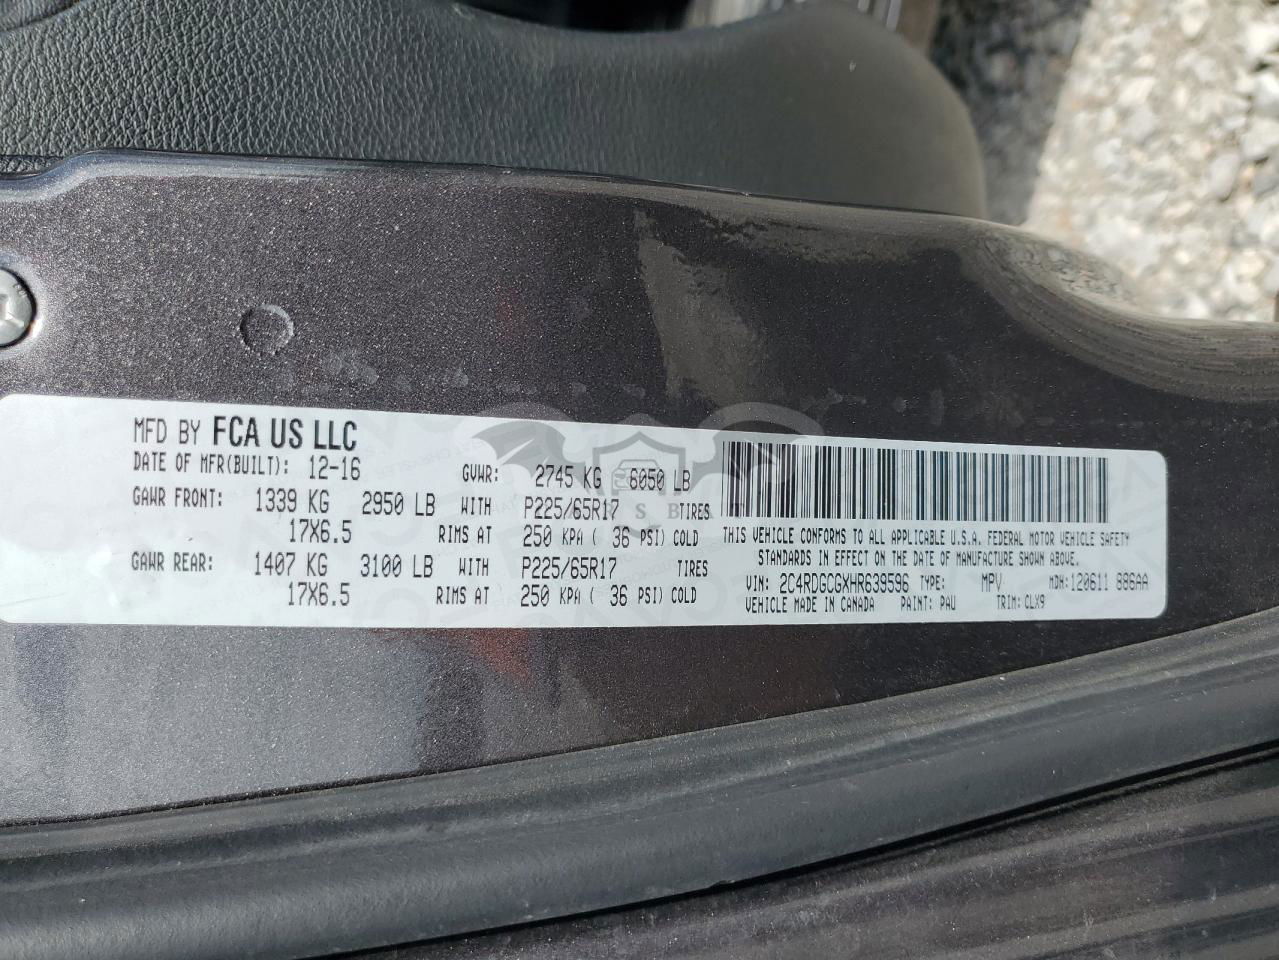 MFD BY FCA US LLC
DATE OF MFR(BUILT): 12-16 GVWR: 2745 KG 6050 LB
GAWR FRONT: 1339 KG 2950 LB WITH P225/65R17 TIRES
17X6.5 RIMS AT 250 KPA ( 36 PSI) COLD
GAWR REAR: 1407 KG 3100 LB WITH P225/65R17 TIRES
17X6.5 RIMS AT 250 KPA ( 36 PSI) COLD
THIS VEHICLE CONFORMS TO ALL APPLICABLE U.S.A. FEDERAL MOTOR VEHICLE SAFETY
STANDARDS IN EFFECT ON THE DATE OF MANUFACTURE SHOWN ABOVE.
VIN: 2C4RDGCGXHR639596 TYPE: MPV MDH:120611 886AA
VEHICLE MADE IN CANADA PAINT: PAU TRIM: CLX9